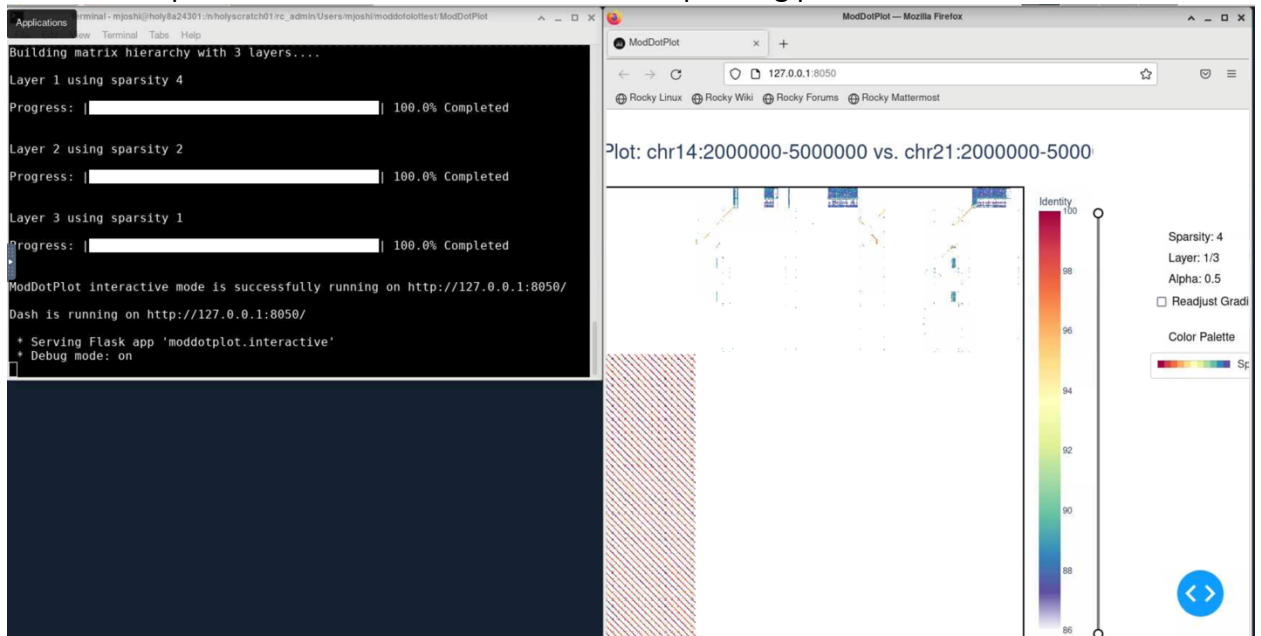 Applications
erminal - mjoshi@holy8a24301:/n/holyscratch01/rc_admin/Users/mjoshi/moddofolottest/ModDotPlot
Terminal Tabs Help
Building matrix hierarchy with 3 layers....
Layer 1 using sparsity 4
Progress: | | 100.0% Completed
Layer 2 using sparsity 2
Progress: | | 100.0% Completed
Layer 3 using sparsity 1
Progress: | | 100.0% Completed
ModDotPlot interactive mode is successfully running on http://127.0.0.1:8050/
Dash is running on http://127.0.0.1:8050/
* Serving Flask app 'moddotplot.interactive'
* Debug mode: on
ModDotPlot — Mozilla Firefox
ModDotPlot × +
127.0.0.1:8050
Rocky Linux Rocky Wiki Rocky Forums Rocky Mattermost
Plot: chr14:2000000-5000000 vs. chr21:2000000-5000
Identity
100
98
96
94
92
90
88
86
Sparsity: 4
Layer: 1/3
Alpha: 0.5
Readjust Gradi
Color Palette
Sp